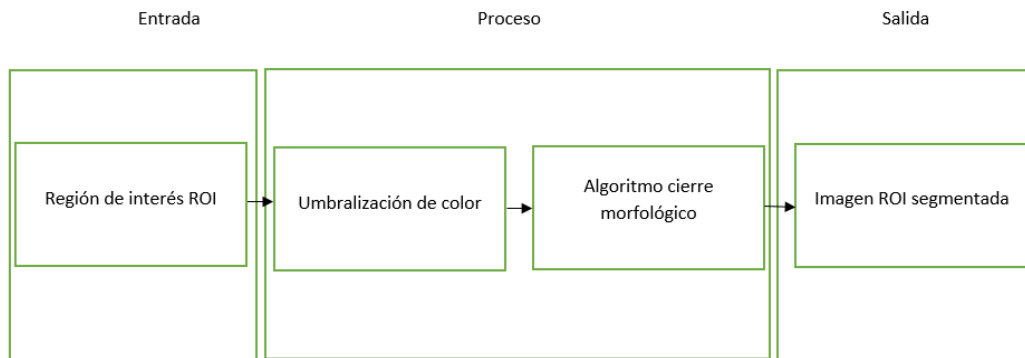 Entrada
Proceso
Salida
Región de interés ROI
Umbralización de color
Algoritmo cierre
morfológico
Imagen ROI segmentada